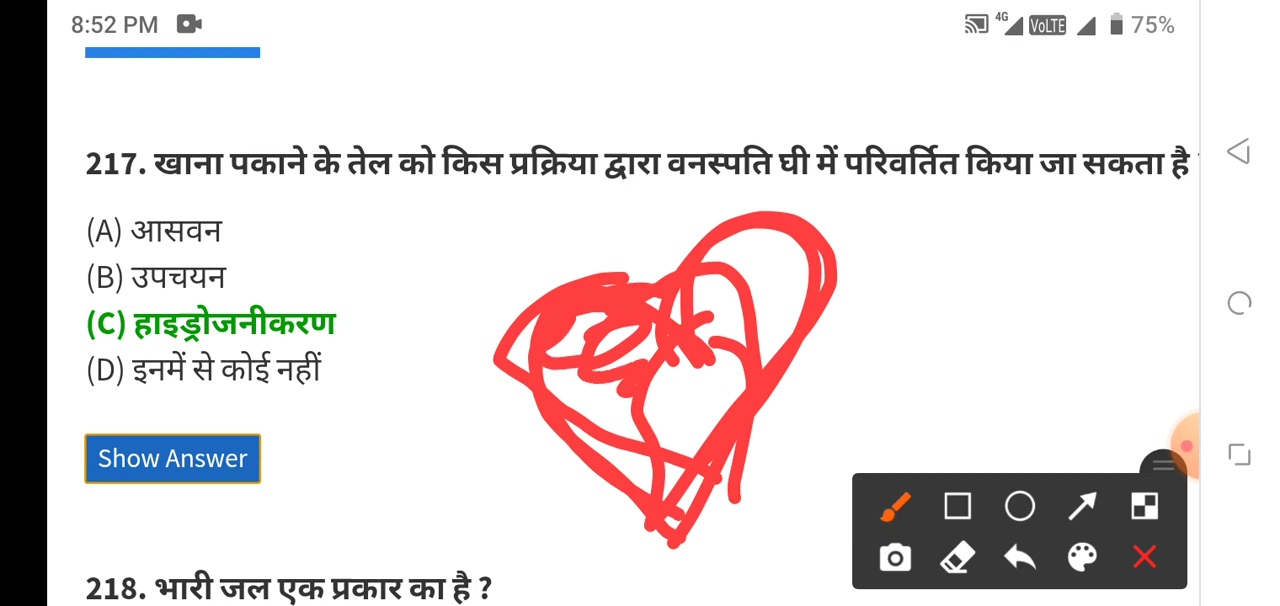 8:52 PM 4G VoLTE 75%
217. खाना पकाने के तेल को किस प्रक्रिया द्वारा वनस्पति घी में परिवर्तित किया जा सकता है
(A) आसवन
(B) उपचयन
(C) हाइड्रोजनीकरण
(D) इनमें से कोई नहीं
Show Answer
218. भारी जल एक प्रकार का है ?